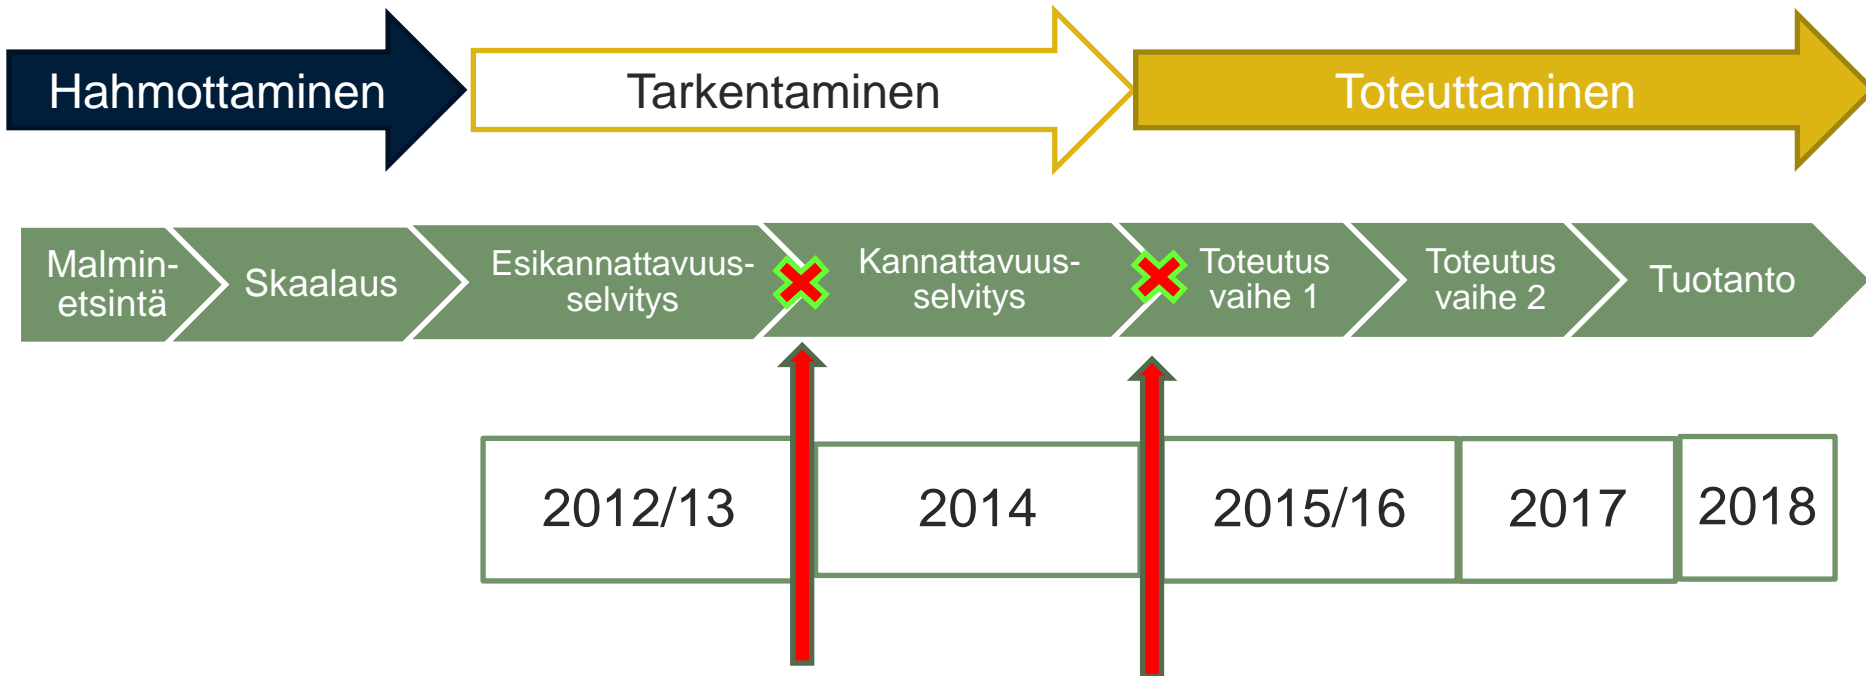 Hahmottaminen
Tarkentaminen
Toteuttaminen
Malmin-
etsintä
Skaalaus
Esikannattavuus-
selvitys
Kannattavuus-
selvitys
Toteutus
vaihe 1
Toteutus
vaihe 2
Tuotanto
2012/13
2014
2015/16
2017
2018